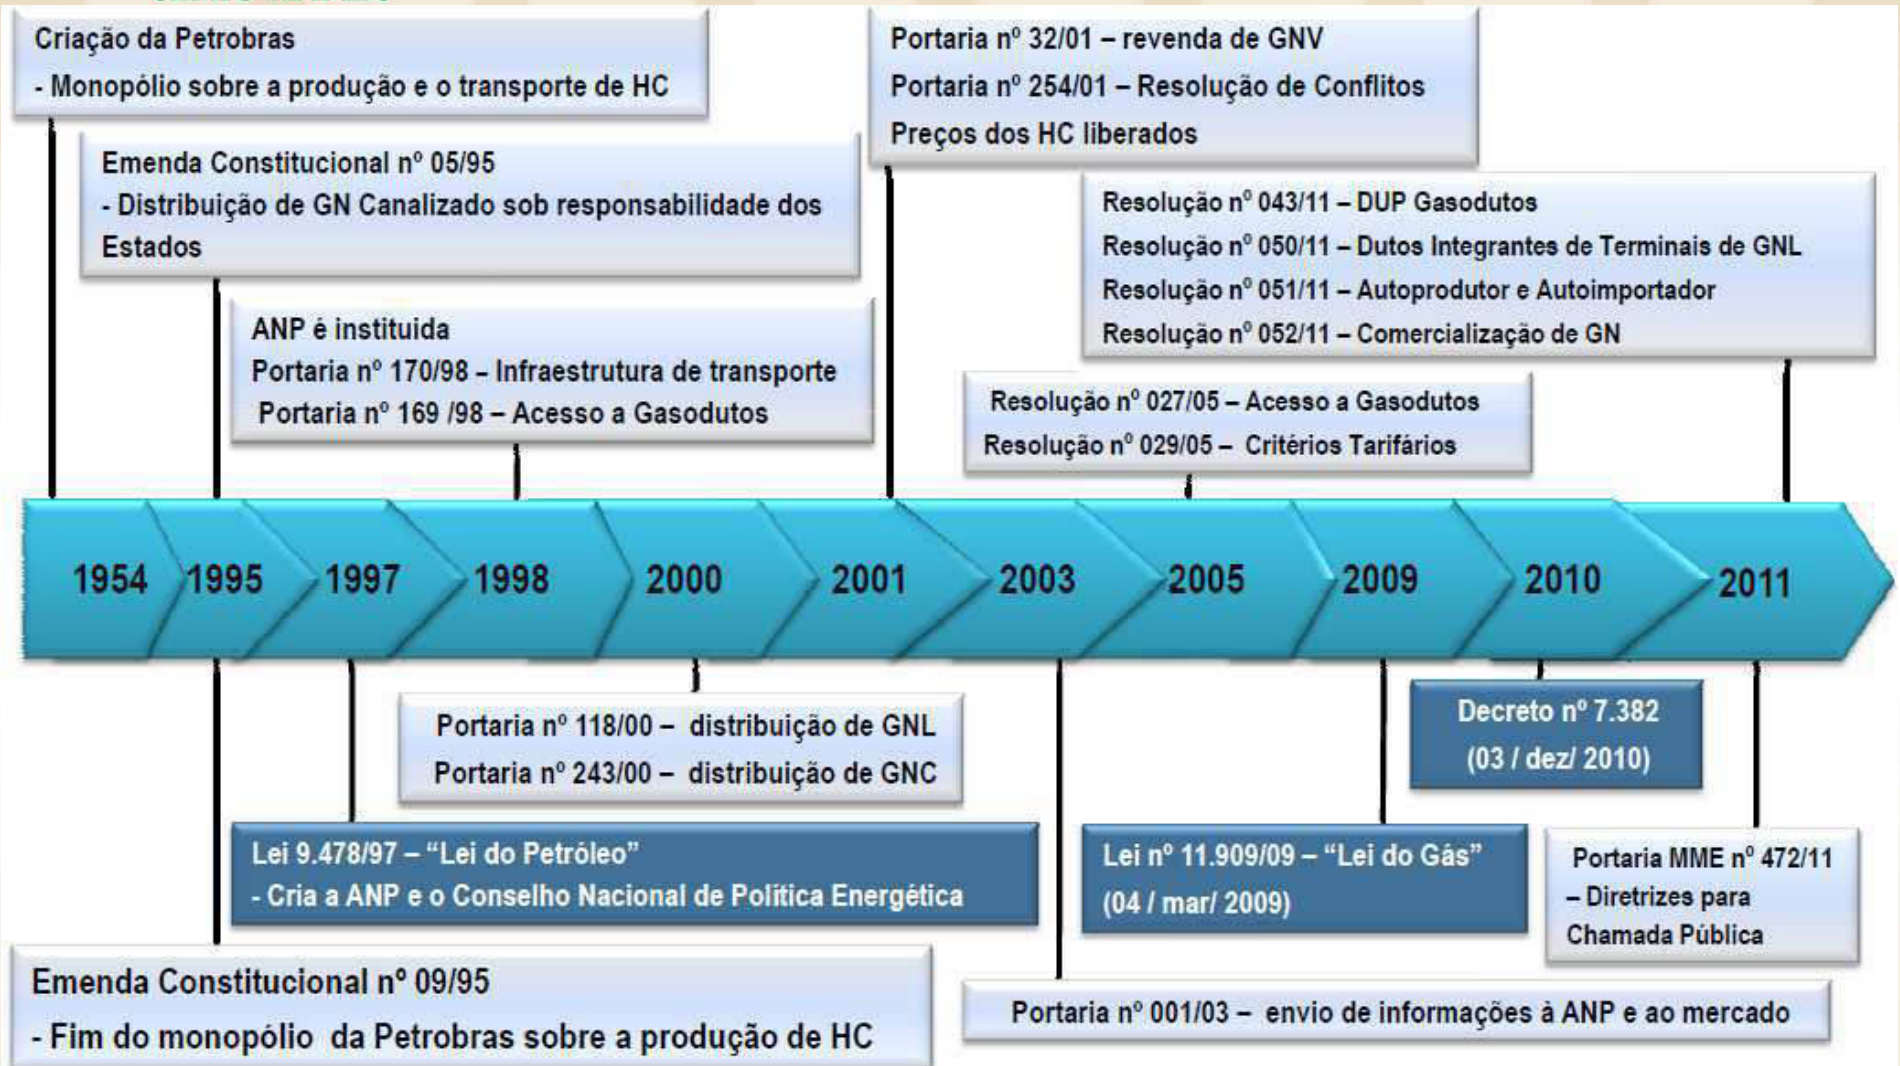 Criação da Petrobras
- Monopólio sobre a produção e o transporte de HC
Emenda Constitucional nº 05/95
- Distribuição de GN Canalizado sob responsabilidade dos
Estados
ANP é instituida
Portaria nº 170/98 – Infraestrutura de transporte
Portaria nº 169 /98 – Acesso a Gasodutos
Portaria nº 32/01 – revenda de GNV
Portaria nº 254/01 – Resolução de Conflitos
Preços dos HC liberados
Resolução nº 043/11 – DUP Gasodutos
Resolução nº 050/11 – Dutos Integrantes de Terminais de GNL
Resolução nº 051/11 – Autoprodutor e Autoimportador
Resolução nº 052/11 – Comercialização de GN
Resolução nº 027/05 – Acesso a Gasodutos
Resolução nº 029/05 – Critérios Tarifários
1954 1995 1997 1998 2000 2001 2003 2005 2009 2010 2011
Portaria nº 118/00 – distribuição de GNL
Portaria nº 243/00 – distribuição de GNC
Lei 9.478/97 – “Lei do Petróleo”
- Cria a ANP e o Conselho Nacional de Política Energética
Emenda Constitucional nº 09/95
- Fim do monopólio da Petrobras sobre a produção de HC
Decreto nº 7.382
(03 / dez/ 2010)
Lei nº 11.909/09 – “Lei do Gás”
(04 / mar/ 2009)
Portaria MME nº 472/11
– Diretrizes para
Chamada Pública
Portaria nº 001/03 – envio de informações à ANP e ao mercado